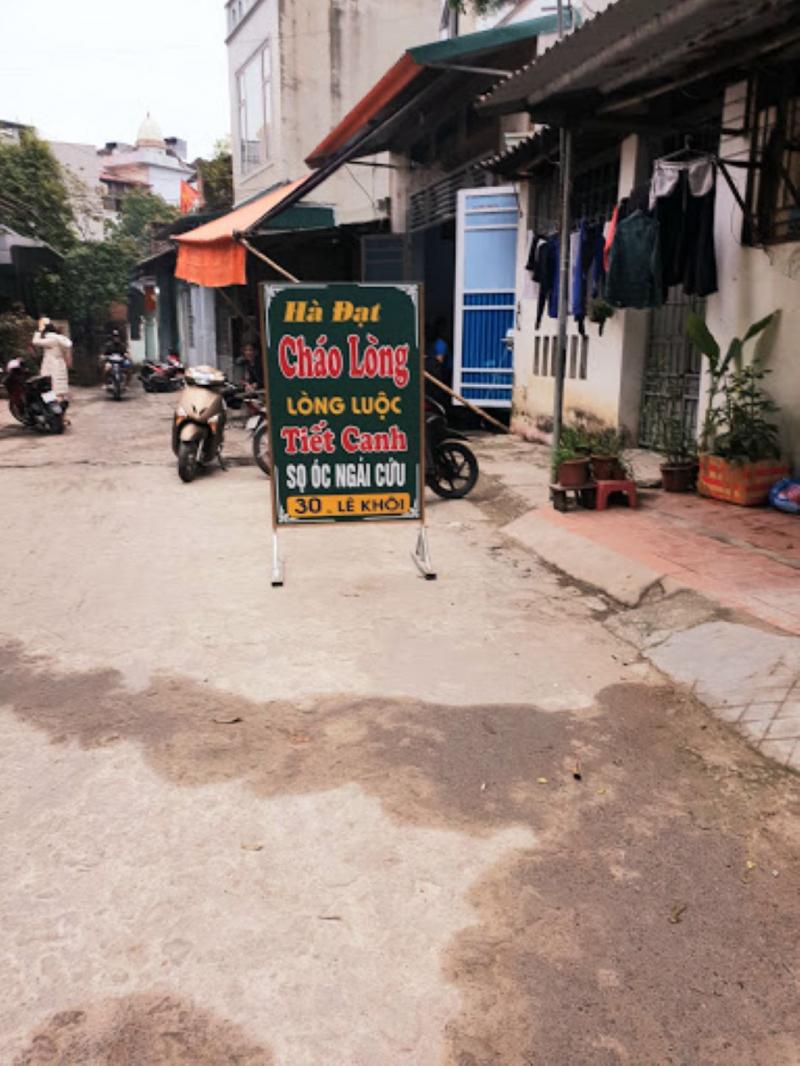 Hà Đạt
Cháo Lòng
LÒNG LUỘC
Tiết Canh
SỌ ÓC NGẢI CỨU
30 LÊ KHÔI